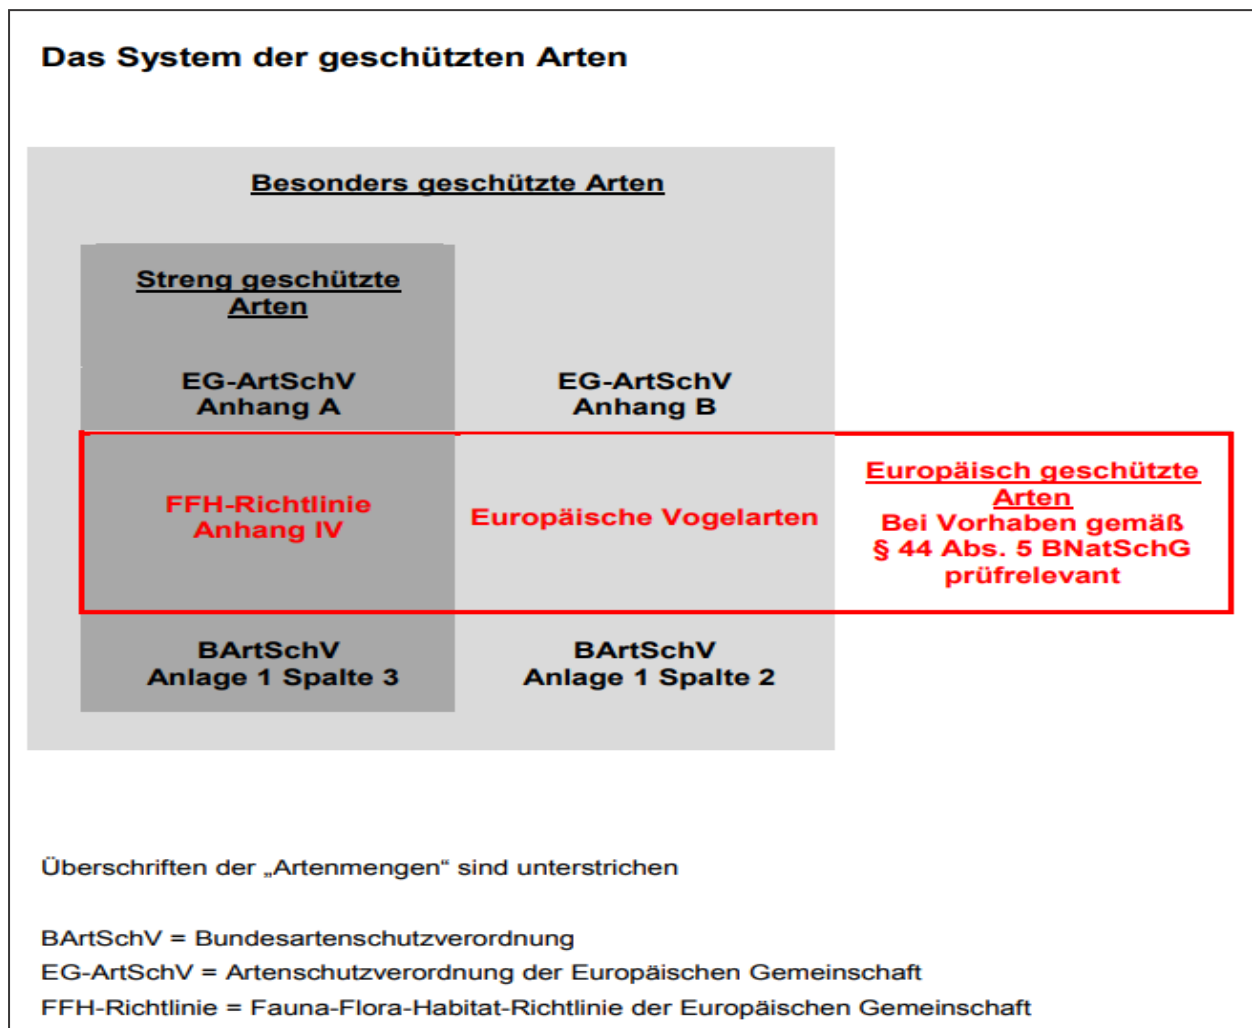 Das System der geschützten Arten
Besonders geschützte Arten
Streng geschützte
Arten
EG-ArtSchV
Anhang A
EG-ArtSchV
Anhang B
FFH-Richtlinie
Anhang IV
Europäische Vogelarten
Europäisch geschützte
Arten
Bei Vorhaben gemäß
§ 44 Abs. 5 BNatSchG
prüfrelevant
BArtSchV
Anlage 1 Spalte 3
BArtSchV
Anlage 1 Spalte 2
Überschriften der „Artenmengen“ sind unterstrichen
BArtSchV = Bundesartenschutzverordnung
EG-ArtSchV = Artenschutzverordnung der Europäischen Gemeinschaft
FFH-Richtlinie = Fauna-Flora-Habitat-Richtlinie der Europäischen Gemeinschaft